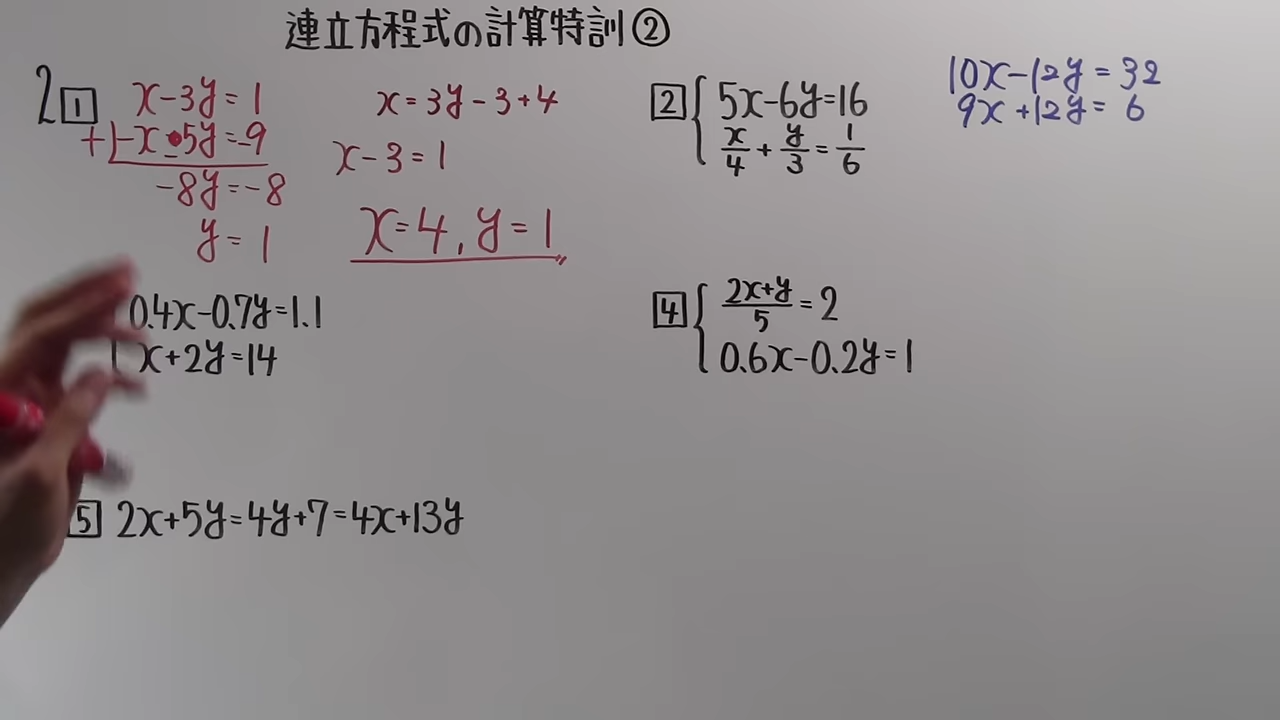 連立方程式の計算特訓②
2
1 x-3y=1
+) -x-5y=-9
-8y=-8
y=1
x=3y-3+4
x-3=1
x=4, y=1
2 5x-6y=16
x/4+y/3=1/6
10x-12y=32
9x+12y=6
0.4x-0.7y=1.1
x+2y=14
4 (2x+y)/5=2
0.6x-0.2y=1
5 2x+5y=4y+7=4x+13y